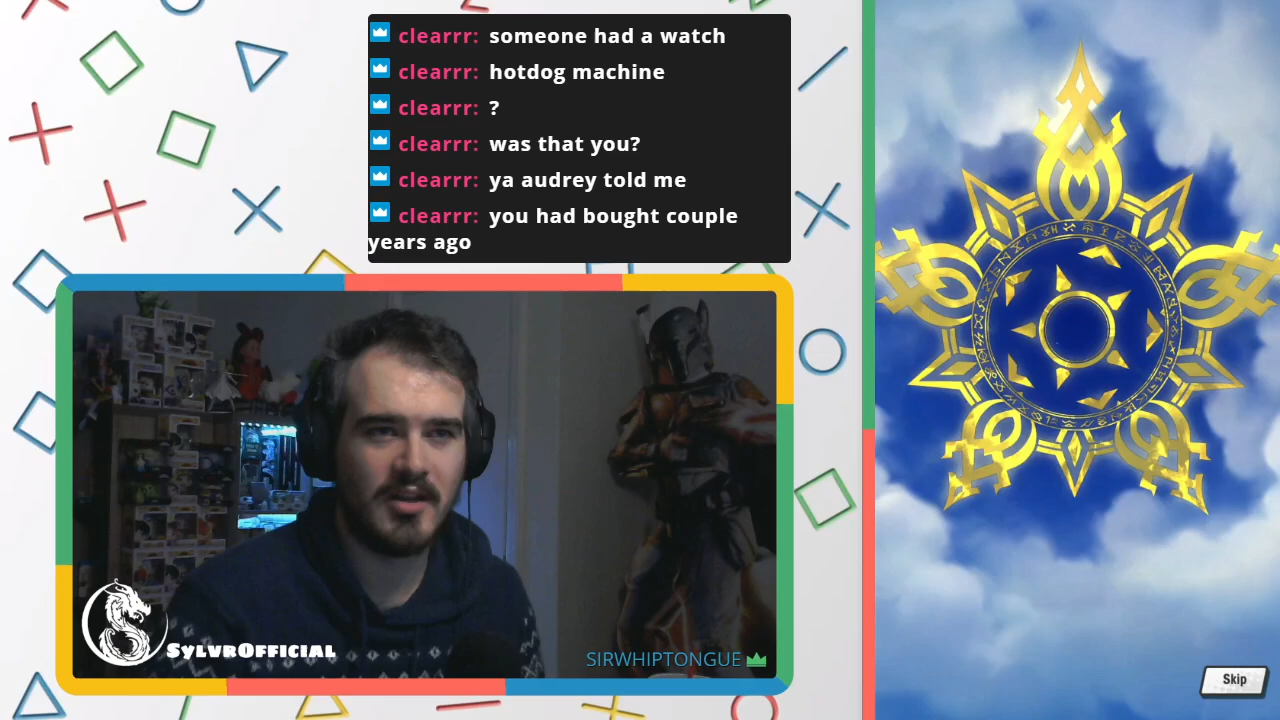 clearrr: someone had a watch
clearrr: hotdog machine
clearrr: ?
clearrr: was that you?
clearrr: ya audrey told me
clearrr: you had bought couple
years ago
SylvrOfficial
SIRWHIPTONGUE
Skip